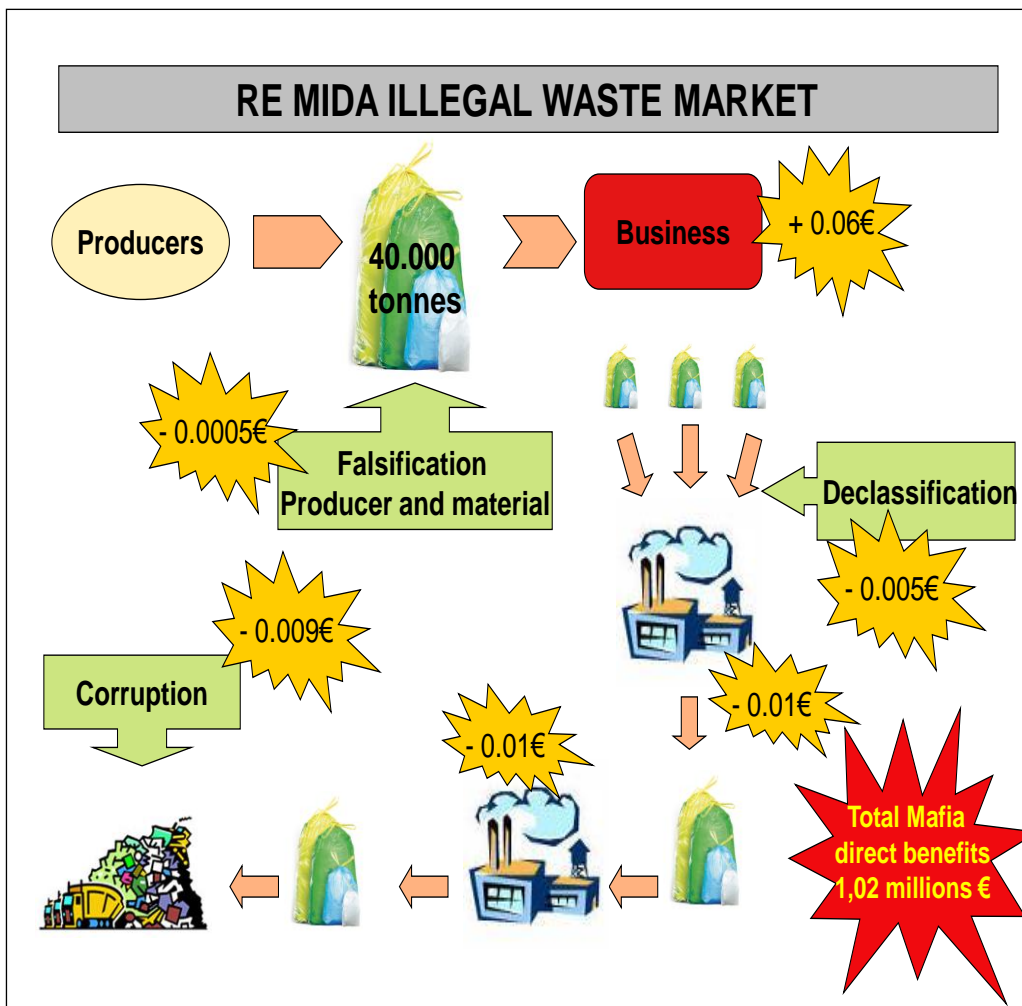 RE MIDA ILLEGAL WASTE MARKET
Producers
40.000
tonnes
Business
+ 0.06€
- 0.0005€
Falsification
Producer and material
Declassification
- 0.005€
- 0.009€
Corruption
- 0.01€
- 0.01€
Total Mafia
direct benefits
1,02 millions €